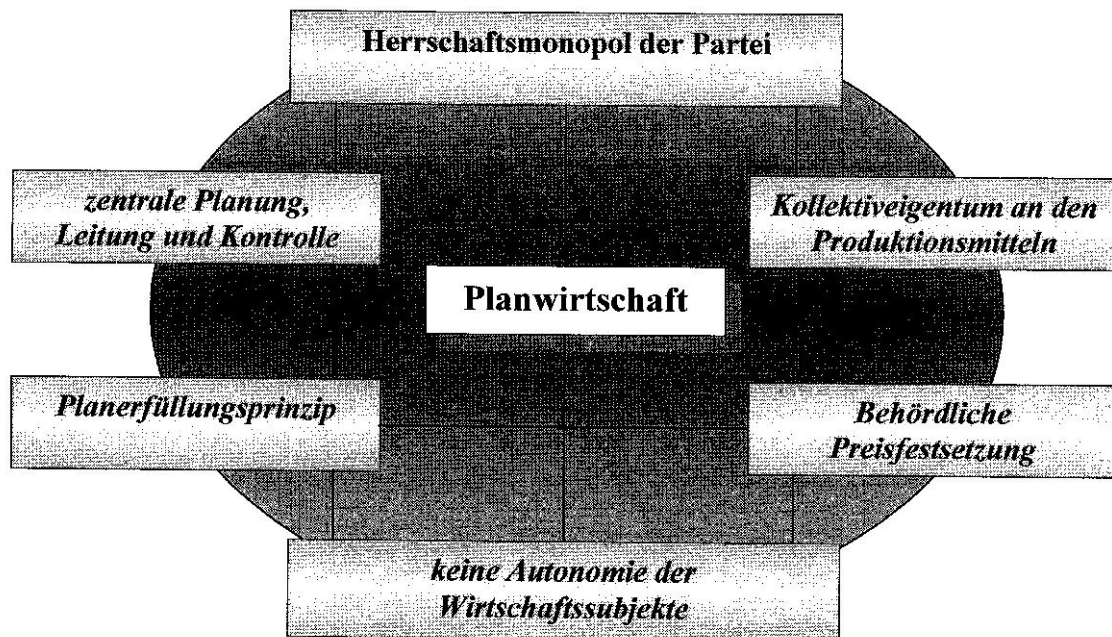 Herrschaftsmonopol der Partei
zentrale Planung,
Leitung und Kontrolle
Kollektiveigentum an den
Produktionsmitteln
Planwirtschaft
Planerfüllungsprinzip
Behördliche
Preisfestsetzung
keine Autonomie der
Wirtschaftssubjekte